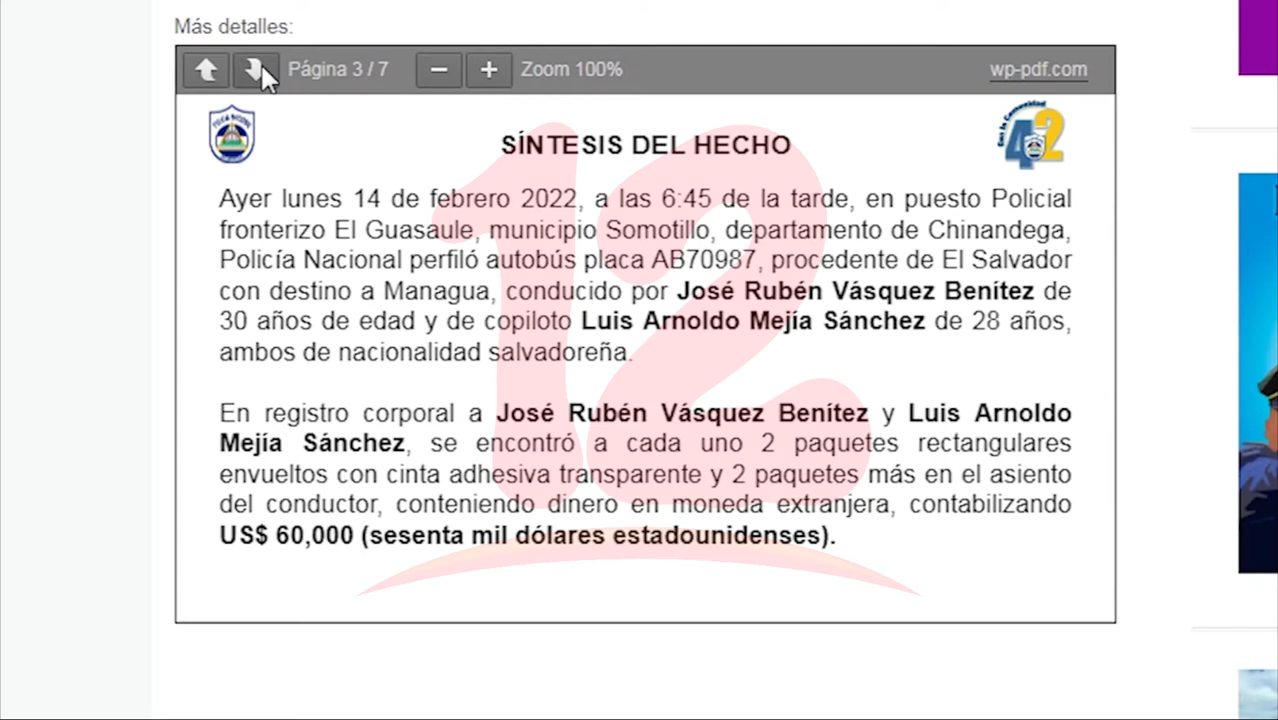 Más detalles:
Página 3 / 7
Zoom 100%
wp-pdf.com
SÍNTESIS DEL HECHO
Ayer lunes 14 de febrero 2022, a las 6:45 de la tarde, en puesto Policial
fronterizo El Guasaule, municipio Somotillo, departamento de Chinandega,
Policía Nacional perfiló autobús placa AB70987, procedente de El Salvador
con destino a Managua, conducido por José Rubén Vásquez Benítez de
30 años de edad y de copiloto Luis Arnoldo Mejía Sánchez de 28 años,
ambos de nacionalidad salvadoreña.
En registro corporal a José Rubén Vásquez Benítez y Luis Arnoldo
Mejía Sánchez, se encontró a cada uno 2 paquetes rectangulares
envueltos con cinta adhesiva transparente y 2 paquetes más en el asiento
del conductor, conteniendo dinero en moneda extranjera, contabilizando
US$ 60,000 (sesenta mil dólares estadounidenses).
12
42